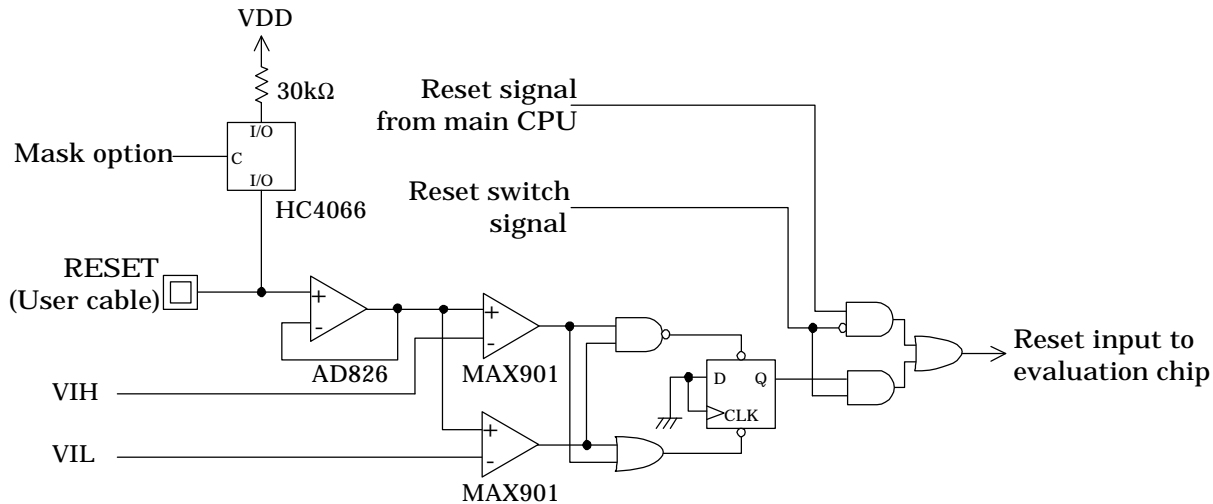 VDD
30kΩ
I/O
Mask option
C
I/O
HC4066
Reset signal
from main CPU
Reset switch
signal
RESET
(User cable)
+
-
AD826
+
-
MAX901
VIH
VIL
+
-
MAX901
D
Q
CLK
Reset input to
evaluation chip